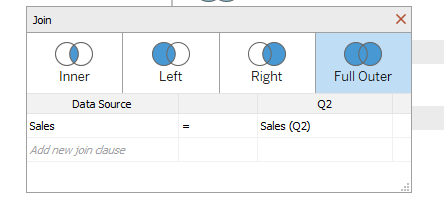 Join
Inner Left Right Full Outer
Data Source Q2
Sales = Sales (Q2)
Add new join clause